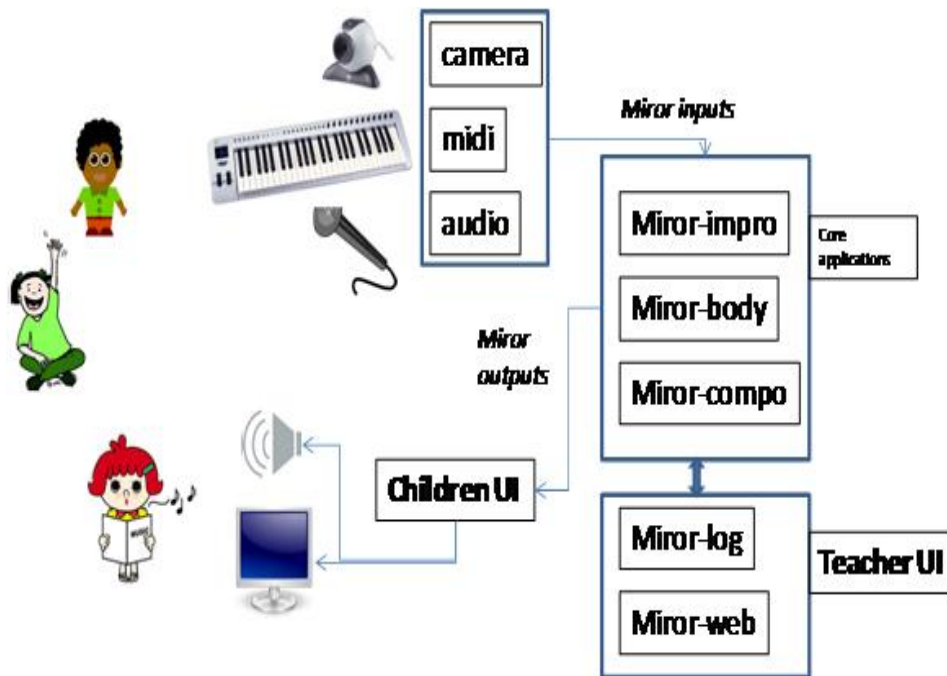 camera
midi
audio
Miror inputs
Miror-impro
Miror-body
Miror-compo
Core
applications
Miror
outputs
Children UI
Miror-log
Miror-web
Teacher UI